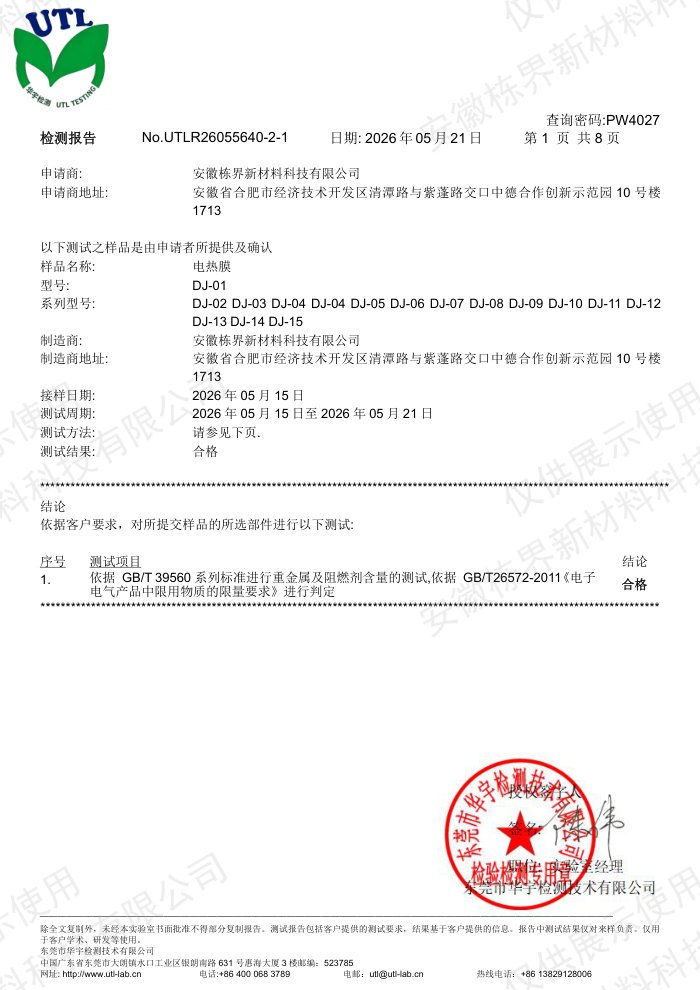 UTL
华宇检测 UTL TESTING
查询密码:PW4027
检测报告 No.UTLR26055640-2-1 日期: 2026 年 05 月 21 日 第 1 页 共 8 页
申请商: 安徽栋界新材料科技有限公司
申请商地址: 安徽省合肥市经济技术开发区清潭路与紫蓬路交口中德合作创新示范园 10 号楼
1713
以下测试之样品是由申请者所提供及确认
样品名称: 电热膜
型号: DJ-01
系列型号: DJ-02 DJ-03 DJ-04 DJ-04 DJ-05 DJ-06 DJ-07 DJ-08 DJ-09 DJ-10 DJ-11 DJ-12
DJ-13 DJ-14 DJ-15
制造商: 安徽栋界新材料科技有限公司
制造商地址: 安徽省合肥市经济技术开发区清潭路与紫蓬路交口中德合作创新示范园 10 号楼
1713
接样日期: 2026 年 05 月 15 日
测试周期: 2026 年 05 月 15 日至 2026 年 05 月 21 日
测试方法: 请参见下页.
测试结果: 合格
结论
依据客户要求，对所提交样品的所选部件进行以下测试:
序号 测试项目 结论
1. 依据 GB/T 39560 系列标准进行重金属及阻燃剂含量的测试,依据 GB/T26572-2011《电子
电气产品中限用物质的限量要求》进行判定 合格
东莞市华宇检测技术有限公司
检验检测专用章
授权签字人
签名:
职位: 实验室经理
东莞市华宇检测技术有限公司
除全文复制外，未经本实验室书面批准不得部分复制报告。测试报告包括客户提供的测试要求，结果基于客户提供的信息。报告中测试结果仅对来样负责。仅用
于客户学术、研发等使用。
东莞市华宇检测技术有限公司
中国广东省东莞市大朗镇水口工业区银朗南路 631 号惠海大厦 3 楼邮编：523785
网址: http://www.utl-lab.cn 电话:+86 400 068 3789 电邮：utl@utl-lab.cn 热线电话：+86 13829128006
仅供展示使用
安徽栋界新材料科技有限公司